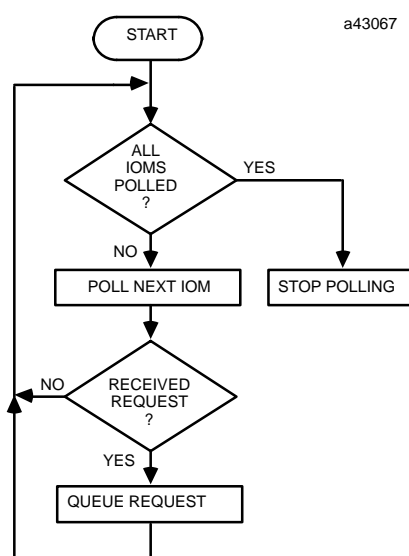 START
a43067
ALL
IOMS
POLLED
?
YES
NO
POLL NEXT IOM
STOP POLLING
NO
RECEIVED
REQUEST
?
YES
QUEUE REQUEST